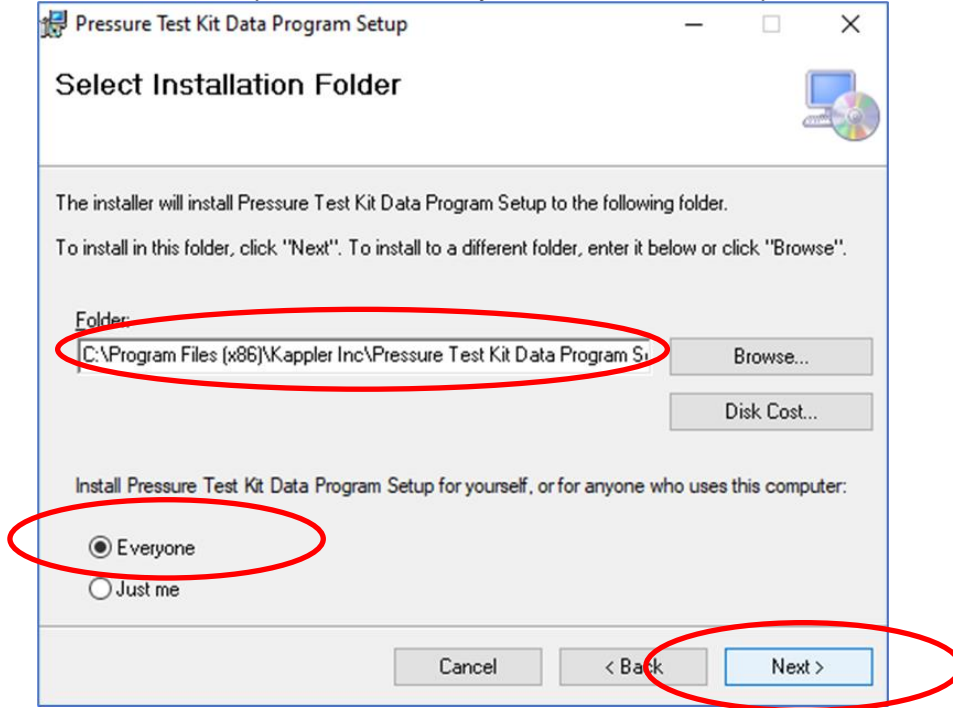 Pressure Test Kit Data Program Setup
Select Installation Folder
The installer will install Pressure Test Kit Data Program Setup to the following folder.
To install in this folder, click "Next". To install to a different folder, enter it below or click "Browse".
Folder:
C:\Program Files (x86)\Kappler Inc\Pressure Test Kit Data Program
Browse...
Disk Cost...
Install Pressure Test Kit Data Program Setup for yourself, or for anyone who uses this computer:
Everyone
Just me
Cancel
< Back
Next >